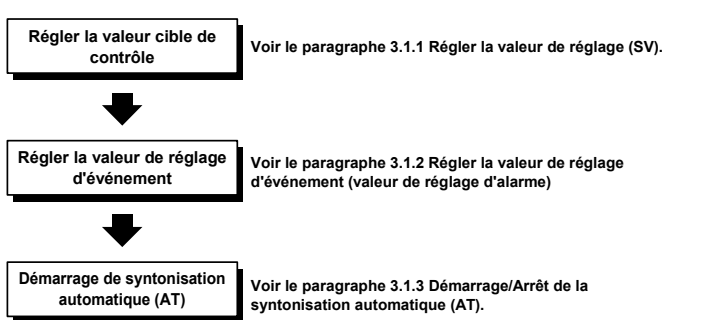 Régler la valeur cible de
contrôle
Voir le paragraphe 3.1.1 Régler la valeur de réglage (SV).
Régler la valeur de réglage
d'événement
Voir le paragraphe 3.1.2 Régler la valeur de réglage
d'événement (valeur de réglage d'alarme)
Démarrage de syntonisation
automatique (AT)
Voir le paragraphe 3.1.3 Démarrage/Arrêt de la
syntonisation automatique (AT).